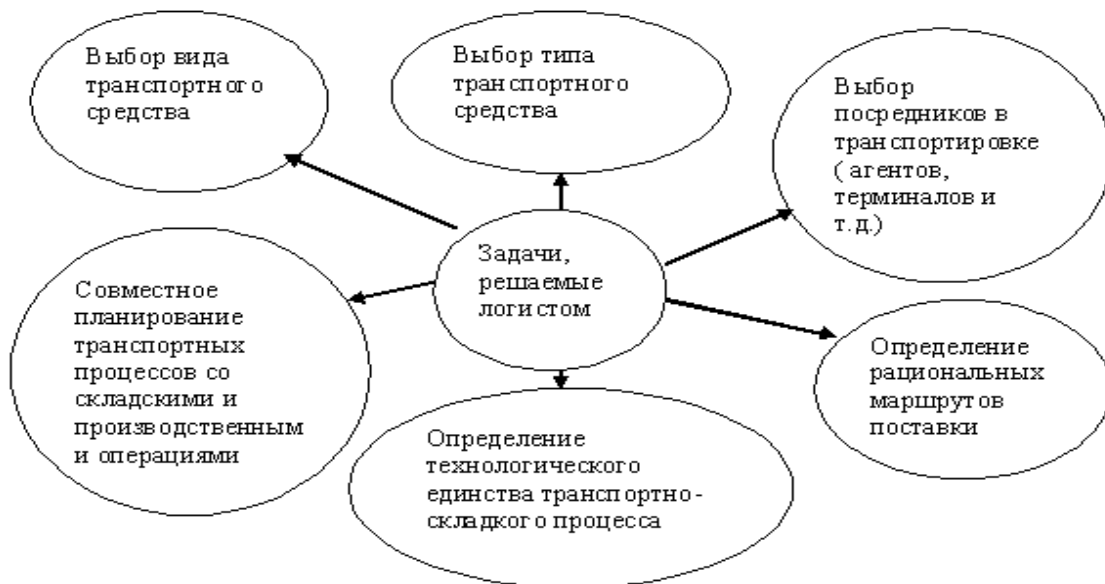 Выбор вида
транспортного
средства
Выбор типа
транспортного
средства
Выбор
посредников в
транспортировке
( агентов,
терминалов и
т.д.)
Задачи,
решаемые
логистом
Совместное
планирование
транспортных
процессов со
складскими и
производственным
и операциями
Определение
рациональных
маршрутов
поставки
Определение
технологического
единства транспортно-
складкого процесса